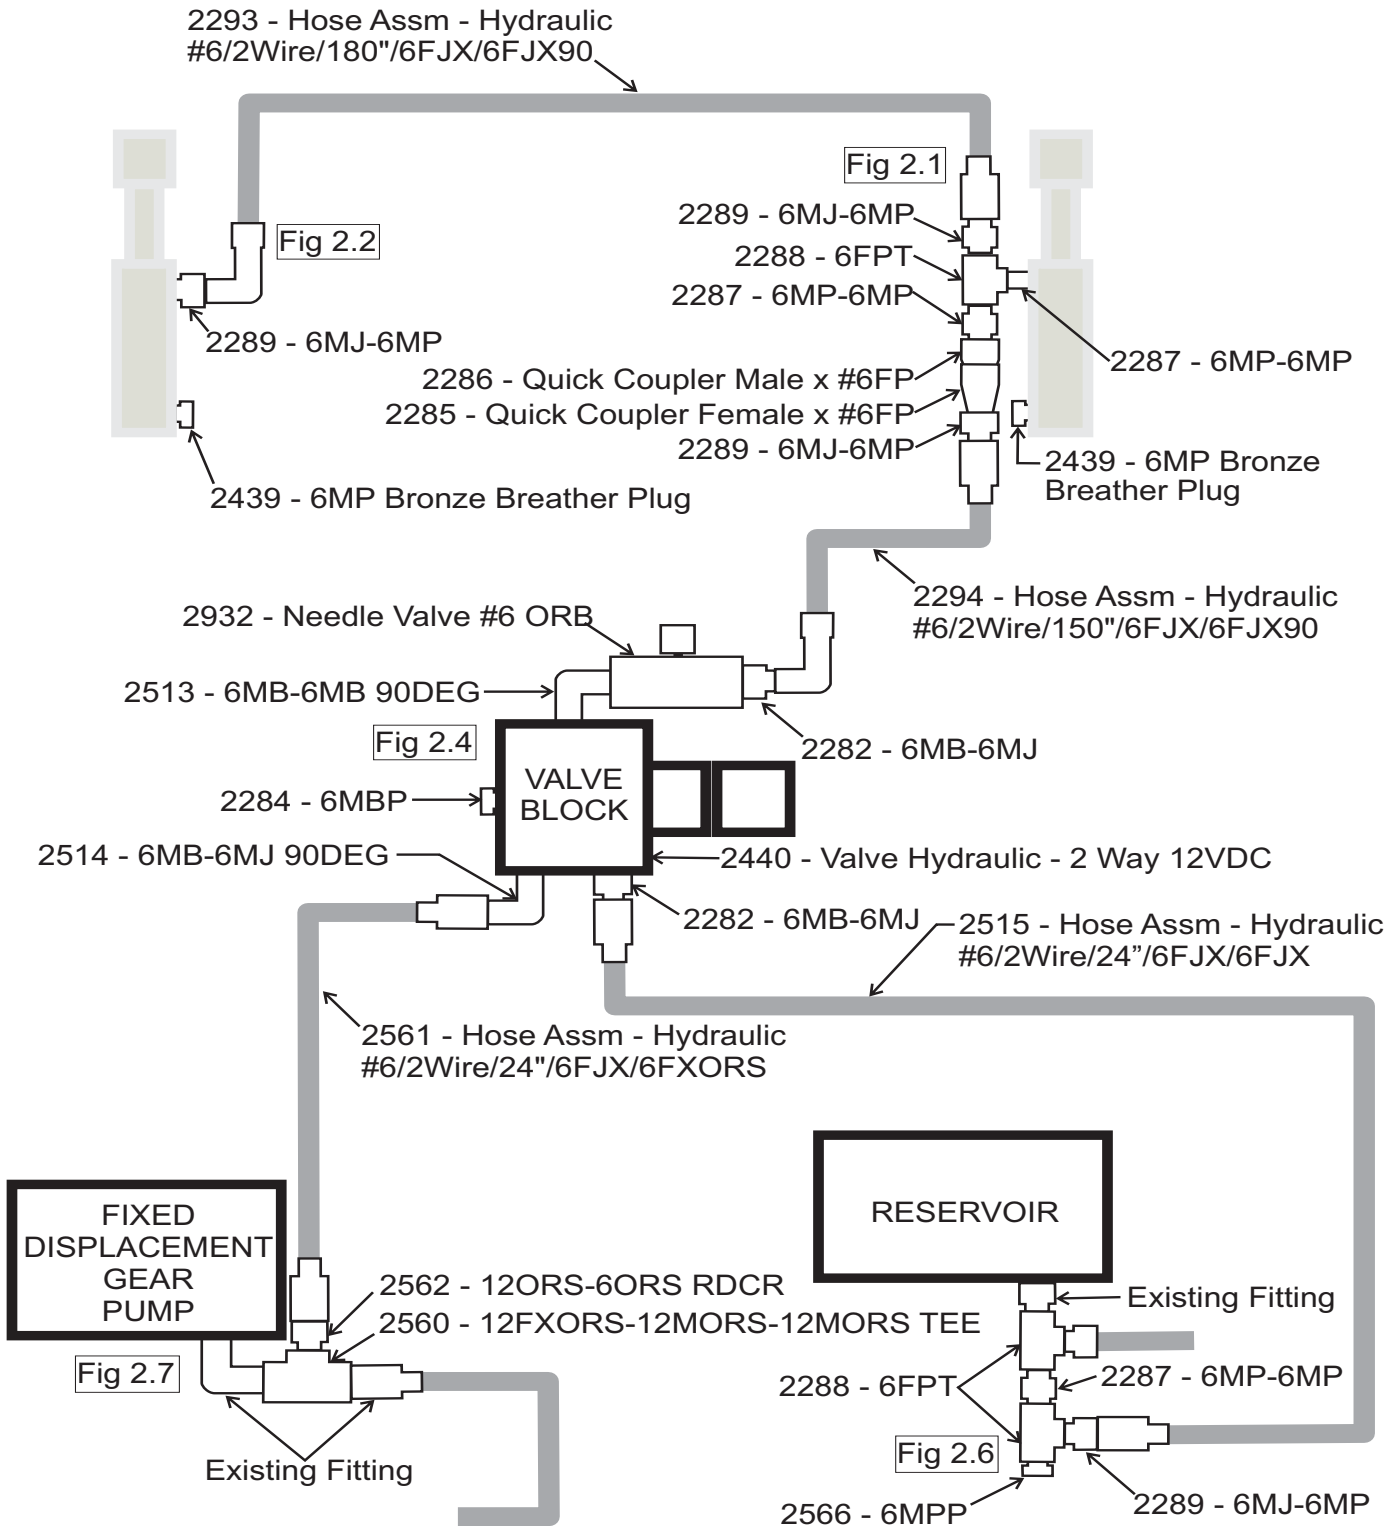 2293 - Hose Assm - Hydraulic
#6/2Wire/180"/6FJX/6FJX90
Fig 2.1
2289 - 6MJ-6MP
Fig 2.2
2288 - 6FPT
2287 - 6MP-6MP
2289 - 6MJ-6MP
2287 - 6MP-6MP
2286 - Quick Coupler Male x #6FP
2285 - Quick Coupler Female x #6FP
2289 - 6MJ-6MP
2439 - 6MP Bronze
Breather Plug
2439 - 6MP Bronze Breather Plug
2294 - Hose Assm - Hydraulic
#6/2Wire/150"/6FJX/6FJX90
2932 - Needle Valve #6 ORB
2513 - 6MB-6MB 90DEG
Fig 2.4
2282 - 6MB-6MJ
VALVE
BLOCK
2284 - 6MBP
2514 - 6MB-6MJ 90DEG
2440 - Valve Hydraulic - 2 Way 12VDC
2282 - 6MB-6MJ
2515 - Hose Assm - Hydraulic
#6/2Wire/24”/6FJX/6FJX
2561 - Hose Assm - Hydraulic
#6/2Wire/24"/6FJX/6FXORS
FIXED
DISPLACEMENT
GEAR
PUMP
RESERVOIR
2562 - 12ORS-6ORS RDCR
Existing Fitting
2560 - 12FXORS-12MORS-12MORS TEE
Fig 2.7
2288 - 6FPT
2287 - 6MP-6MP
Existing Fitting
Fig 2.6
2566 - 6MPP
2289 - 6MJ-6MP